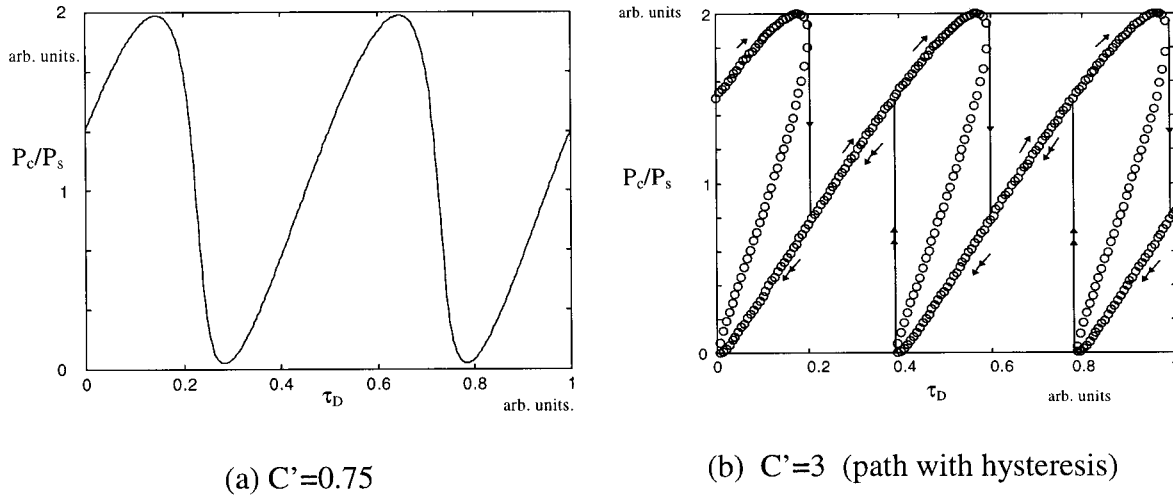 2
arb. units.
P_c/P_s
1
0
0 0.2 0.4 0.6 0.8 1
τ_D
arb. units.
(a) C'=0.75
arb. units
2
P_c/P_s
1
0
0 0.2 0.4 0.6 0.8
τ_D
arb. units
(b) C'=3 (path with hysteresis)